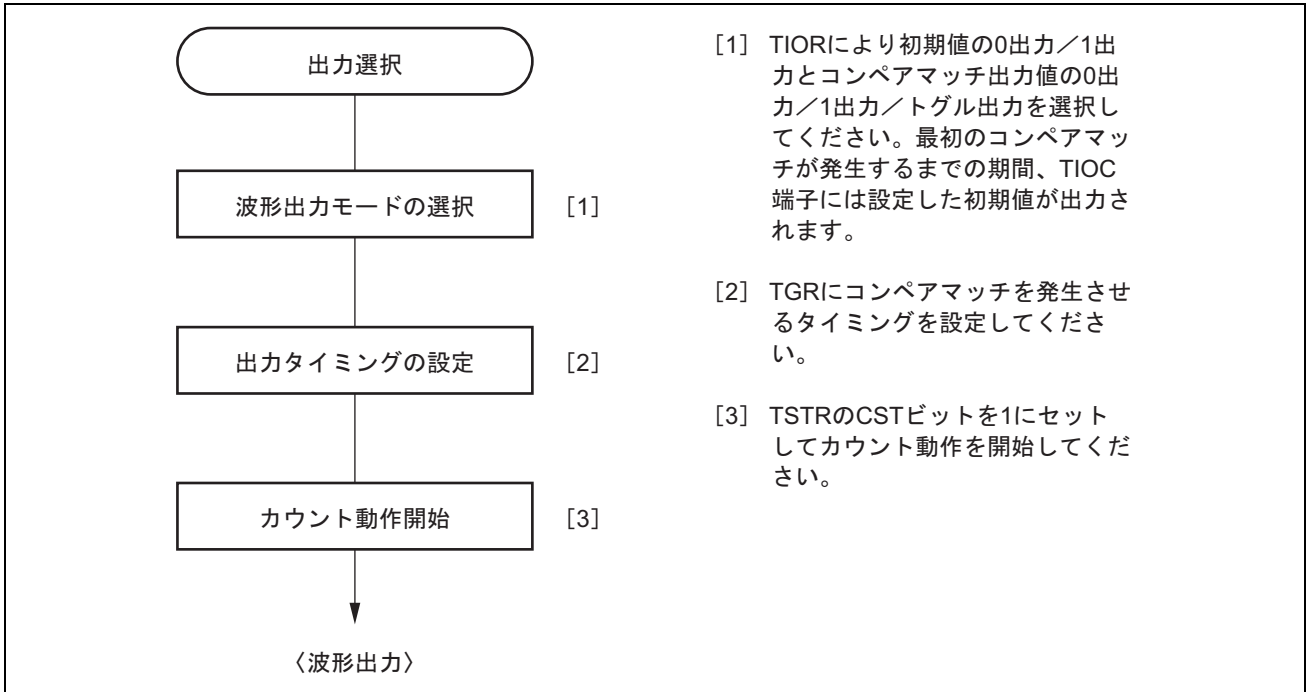 出力選択
波形出力モードの選択 [1]
出力タイミングの設定 [2]
カウント動作開始 [3]
〈波形出力〉
[1] TIORにより初期値の0出力／1出
力とコンペアマッチ出力値の0出
力／1出力／トグル出力を選択し
てください。最初のコンペアマッ
チが発生するまでの期間、TIOC
端子には設定した初期値が出力さ
れます。
[2] TGRにコンペアマッチを発生させ
るタイミングを設定してくださ
い。
[3] TSTRのCSTビットを1にセット
してカウント動作を開始してくだ
さい。